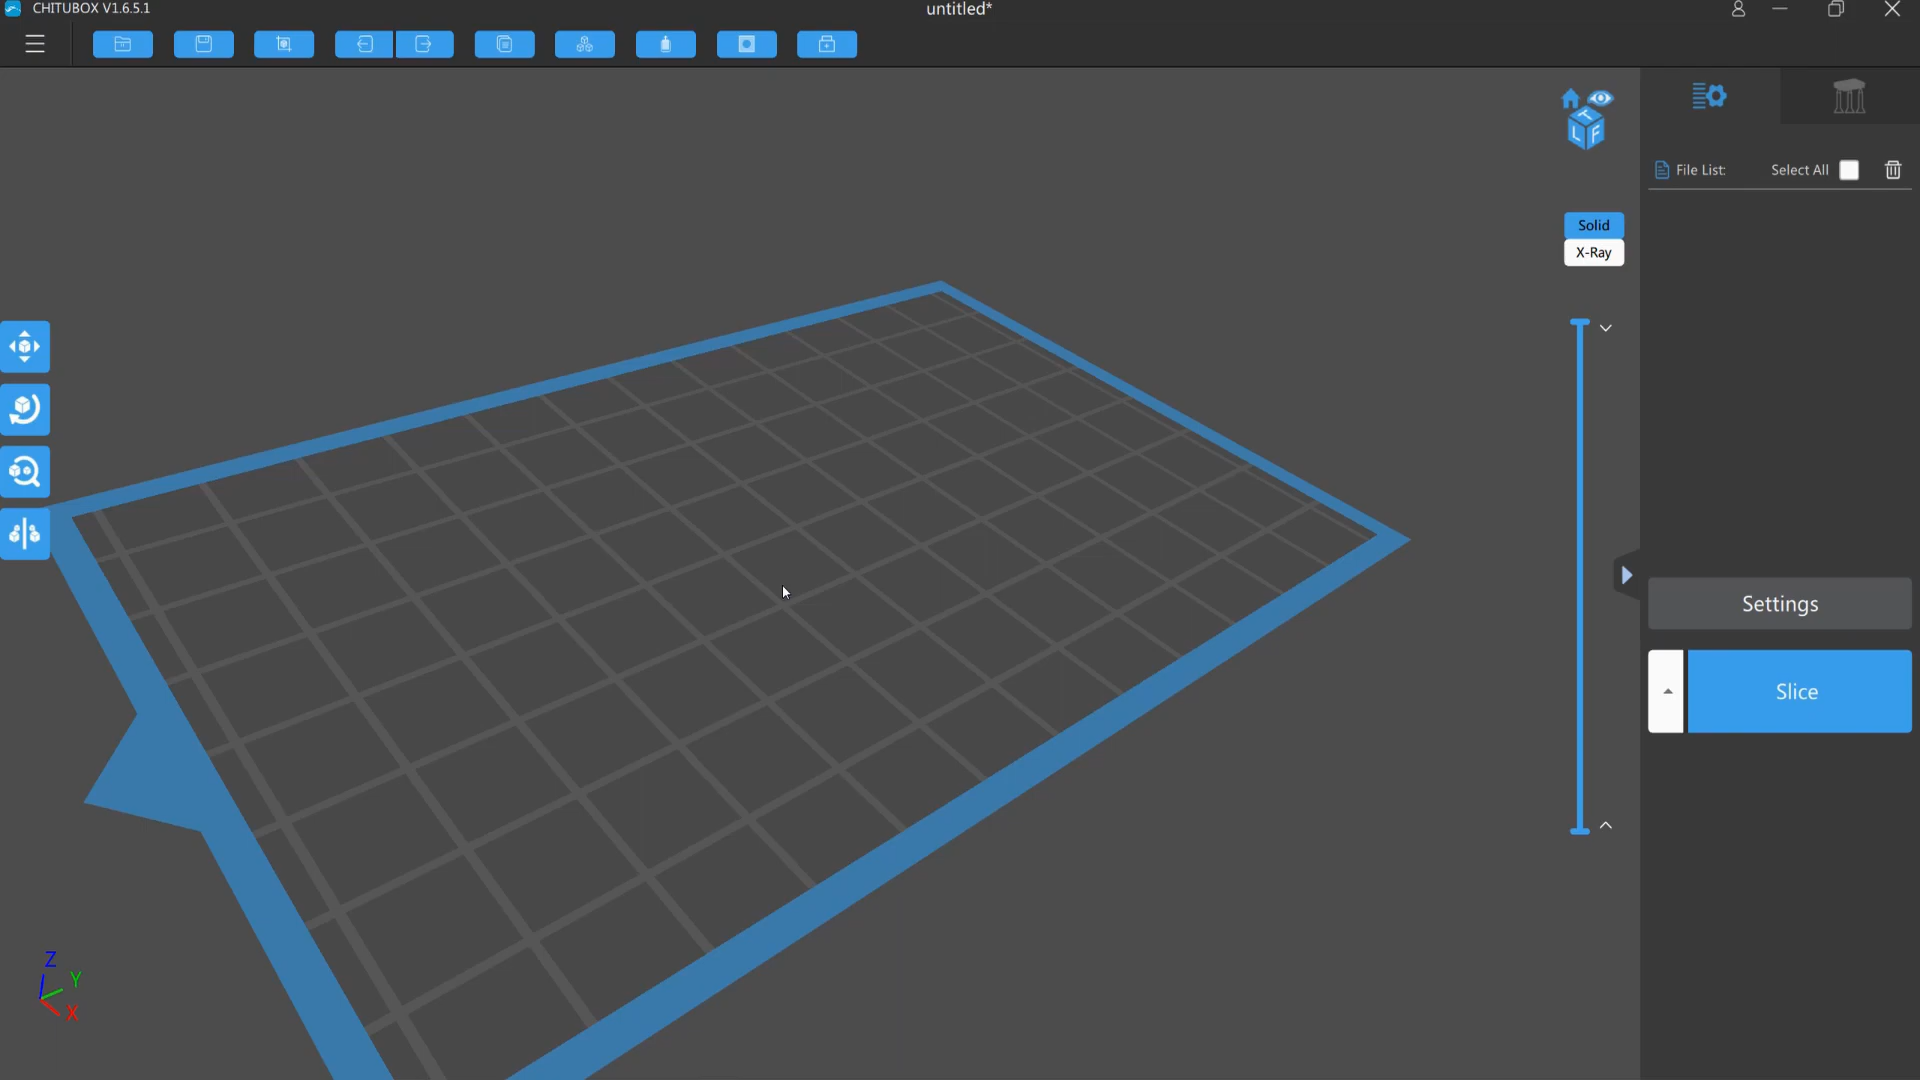 CHITUBOX V1.6.5.1
untitled*
T
L F
File List:
Select All
Solid
X-Ray
Settings
Slice
Z
Y
X